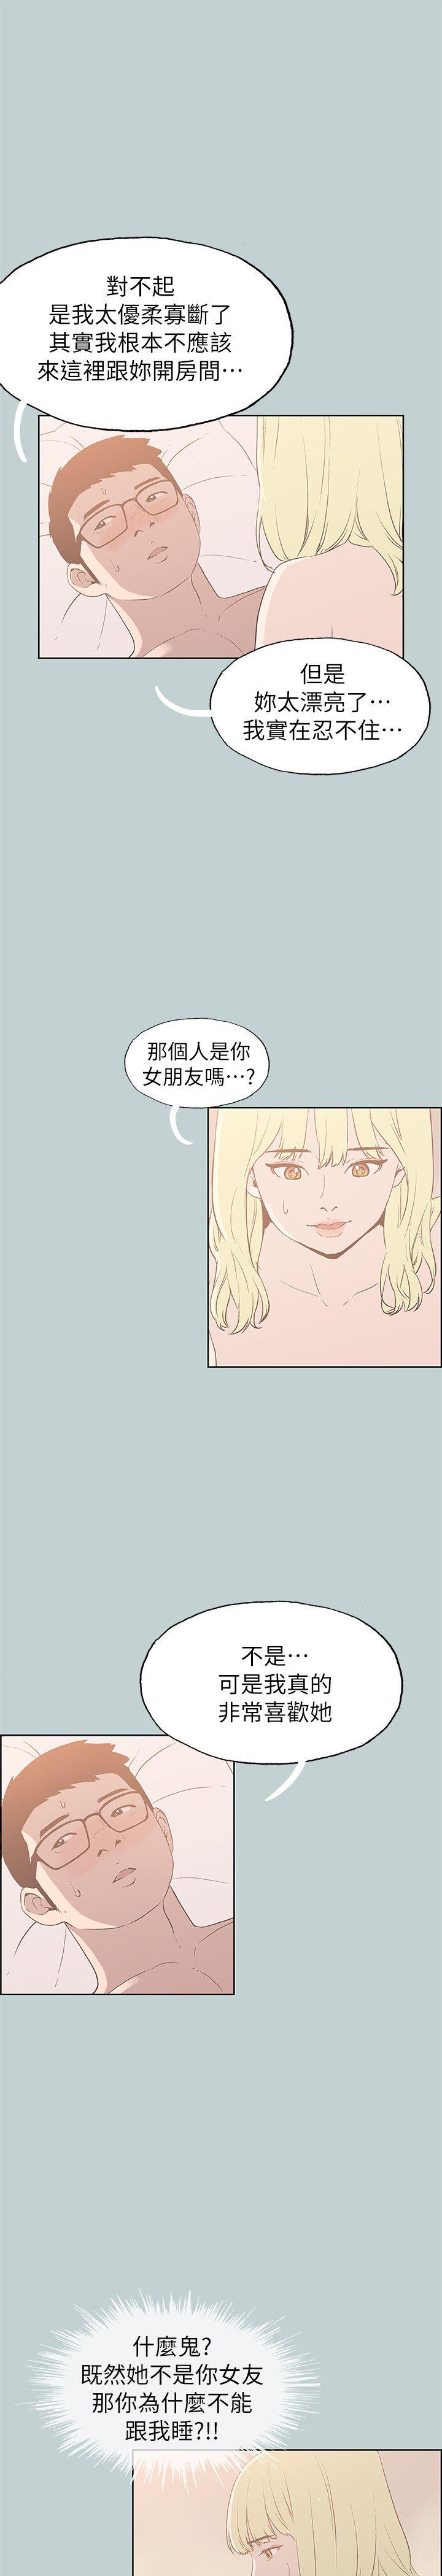 對不起
是我太優柔寡斷了
其實我根本不應該
來這裡跟妳開房間…
但是
妳太漂亮了…
我實在忍不住…
那個人是你
女朋友嗎…?
不是…
可是我真的
非常喜歡她
什麼鬼?
既然她不是你女友
那你為什麼不能
跟我睡?!!